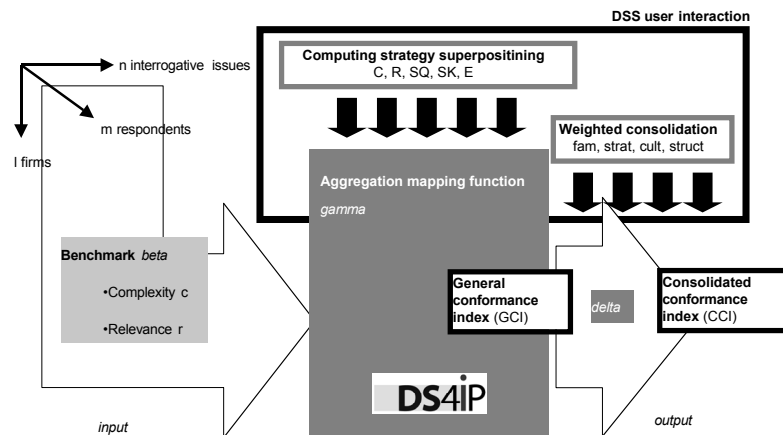 DSS user interaction
Computing strategy superpositining
C, R, SQ, SK, E
n interrogative issues
m respondents
l firms
Weighted consolidation
fam, strat, cult, struct
Aggregation mapping function
gamma
Benchmark beta
•Complexity c
•Relevance r
General
conformance
index (GCI)
delta
Consolidated
conformance
index (CCI)
DS4iP
input
output